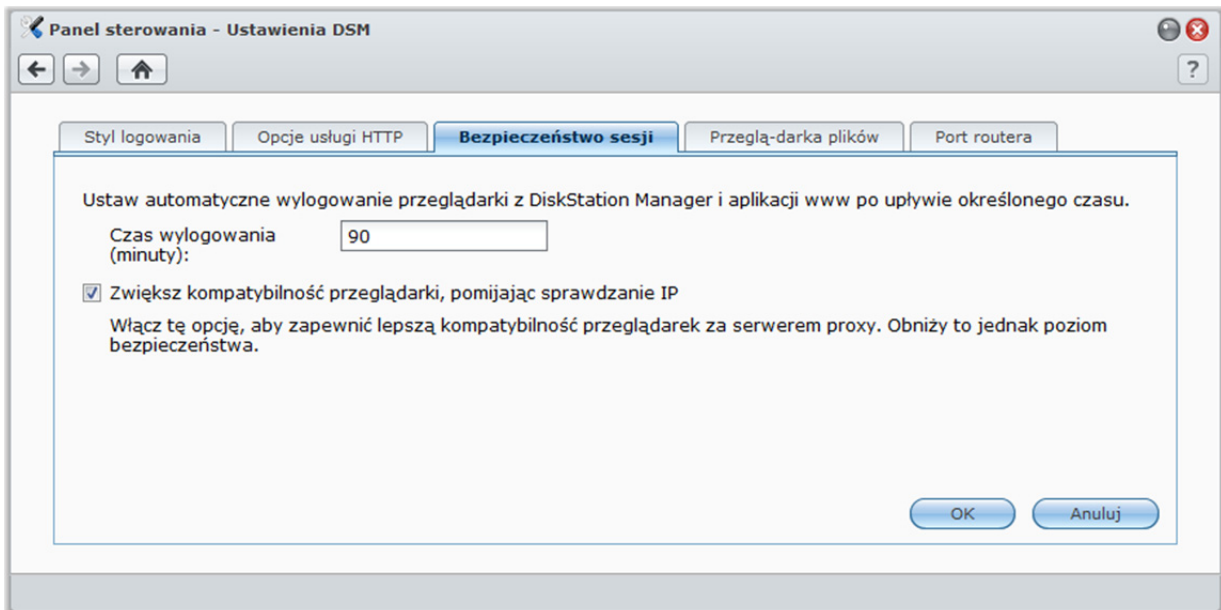 Panel sterowania - Ustawienia DSM
?
Styl logowania
Opcje usługi HTTP
Bezpieczeństwo sesji
Przeglą-darka plików
Port routera
Ustaw automatyczne wylogowanie przeglądarki z DiskStation Manager i aplikacji www po upływie określonego czasu.
Czas wylogowania
(minuty):
90
Zwiększ kompatybilność przeglądarki, pomijając sprawdzanie IP
Włącz tę opcję, aby zapewnić lepszą kompatybilność przeglądarek za serwerem proxy. Obniży to jednak poziom
bezpieczeństwa.
OK
Anuluj